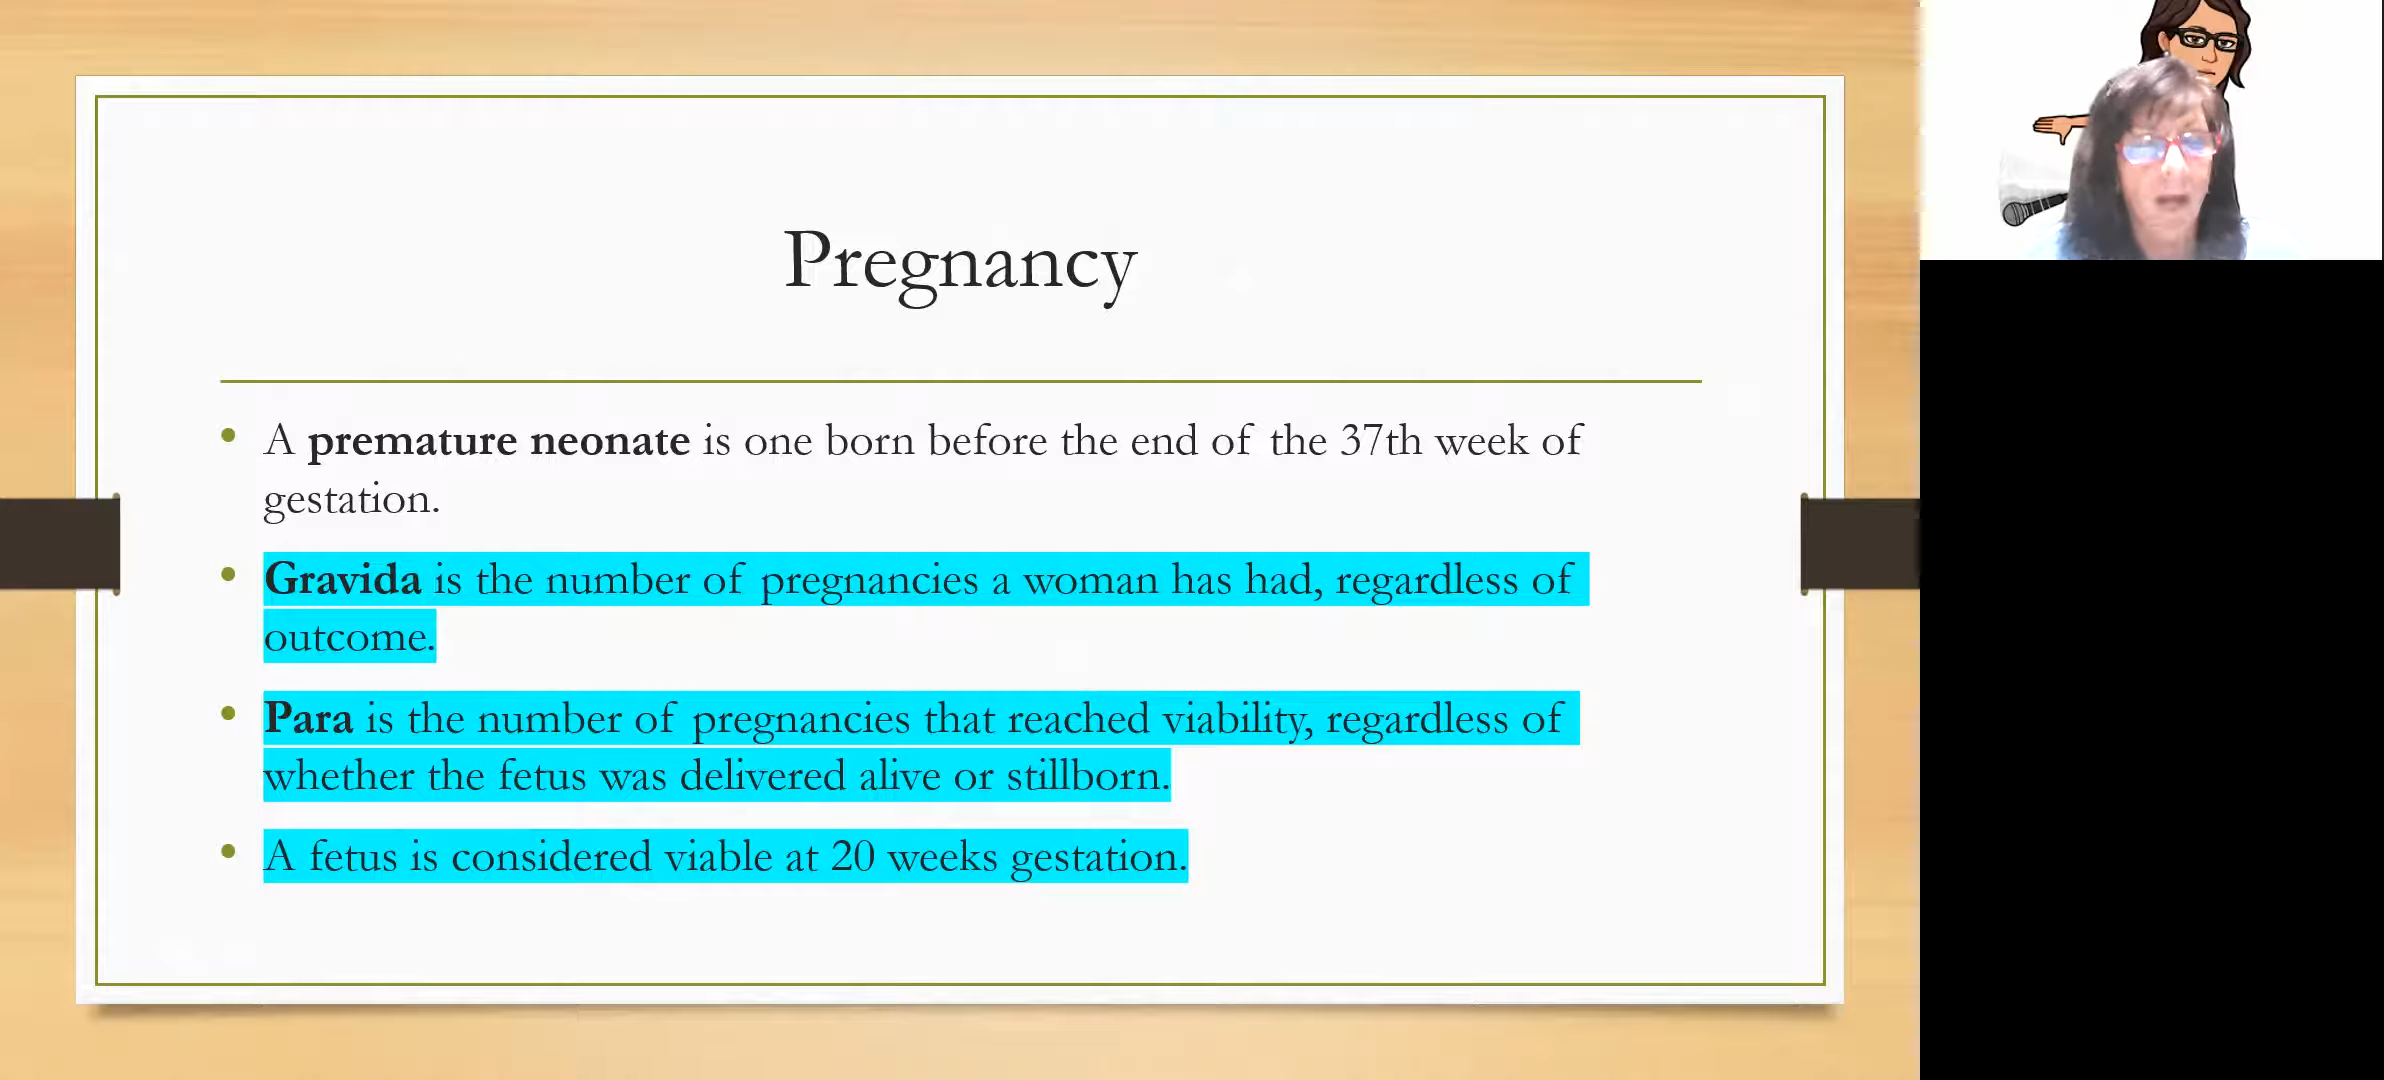 Pregnancy
• A premature neonate is one born before the end of the 37th week of
gestation.
• Gravida is the number of pregnancies a woman has had, regardless of
outcome.
• Para is the number of pregnancies that reached viability, regardless of
whether the fetus was delivered alive or stillborn.
• A fetus is considered viable at 20 weeks gestation.